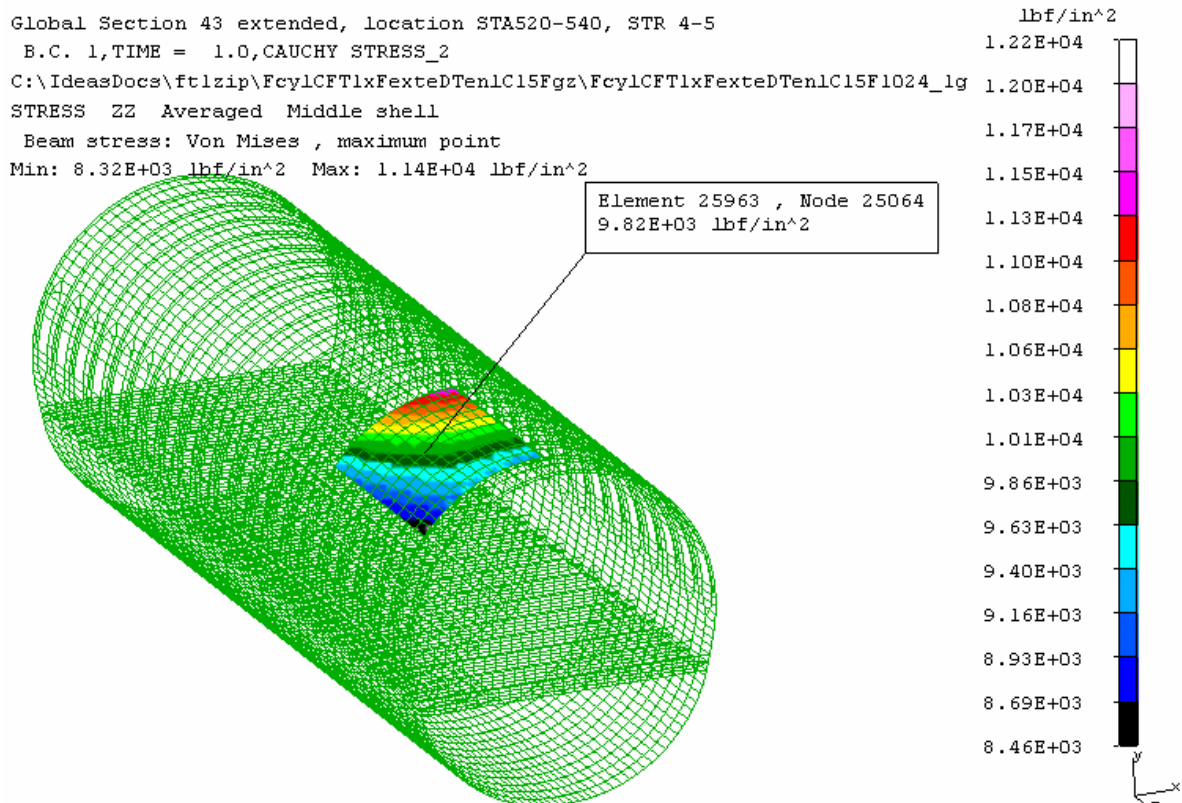 Global Section 43 extended, location STA520-540, STR 4-5
B.C. 1,TIME = 1.0,CAUCHY STRESS_2
C:\IdeasDocs\ftlzip\FcylCFTlxFexteDTenlC15Fgz\FcylCFTlxFexteDTenlC15F1024_lg
STRESS ZZ Averaged Middle shell
Beam stress: Von Mises , maximum point
Min: 8.32E+03 lbf/in^2 Max: 1.14E+04 lbf/in^2
Element 25963 , Node 25064
9.82E+03 lbf/in^2
lbf/in^2
1.22E+04
1.20E+04
1.17E+04
1.15E+04
1.13E+04
1.10E+04
1.08E+04
1.06E+04
1.03E+04
1.01E+04
9.86E+03
9.63E+03
9.40E+03
9.16E+03
8.93E+03
8.69E+03
8.46E+03
y
x